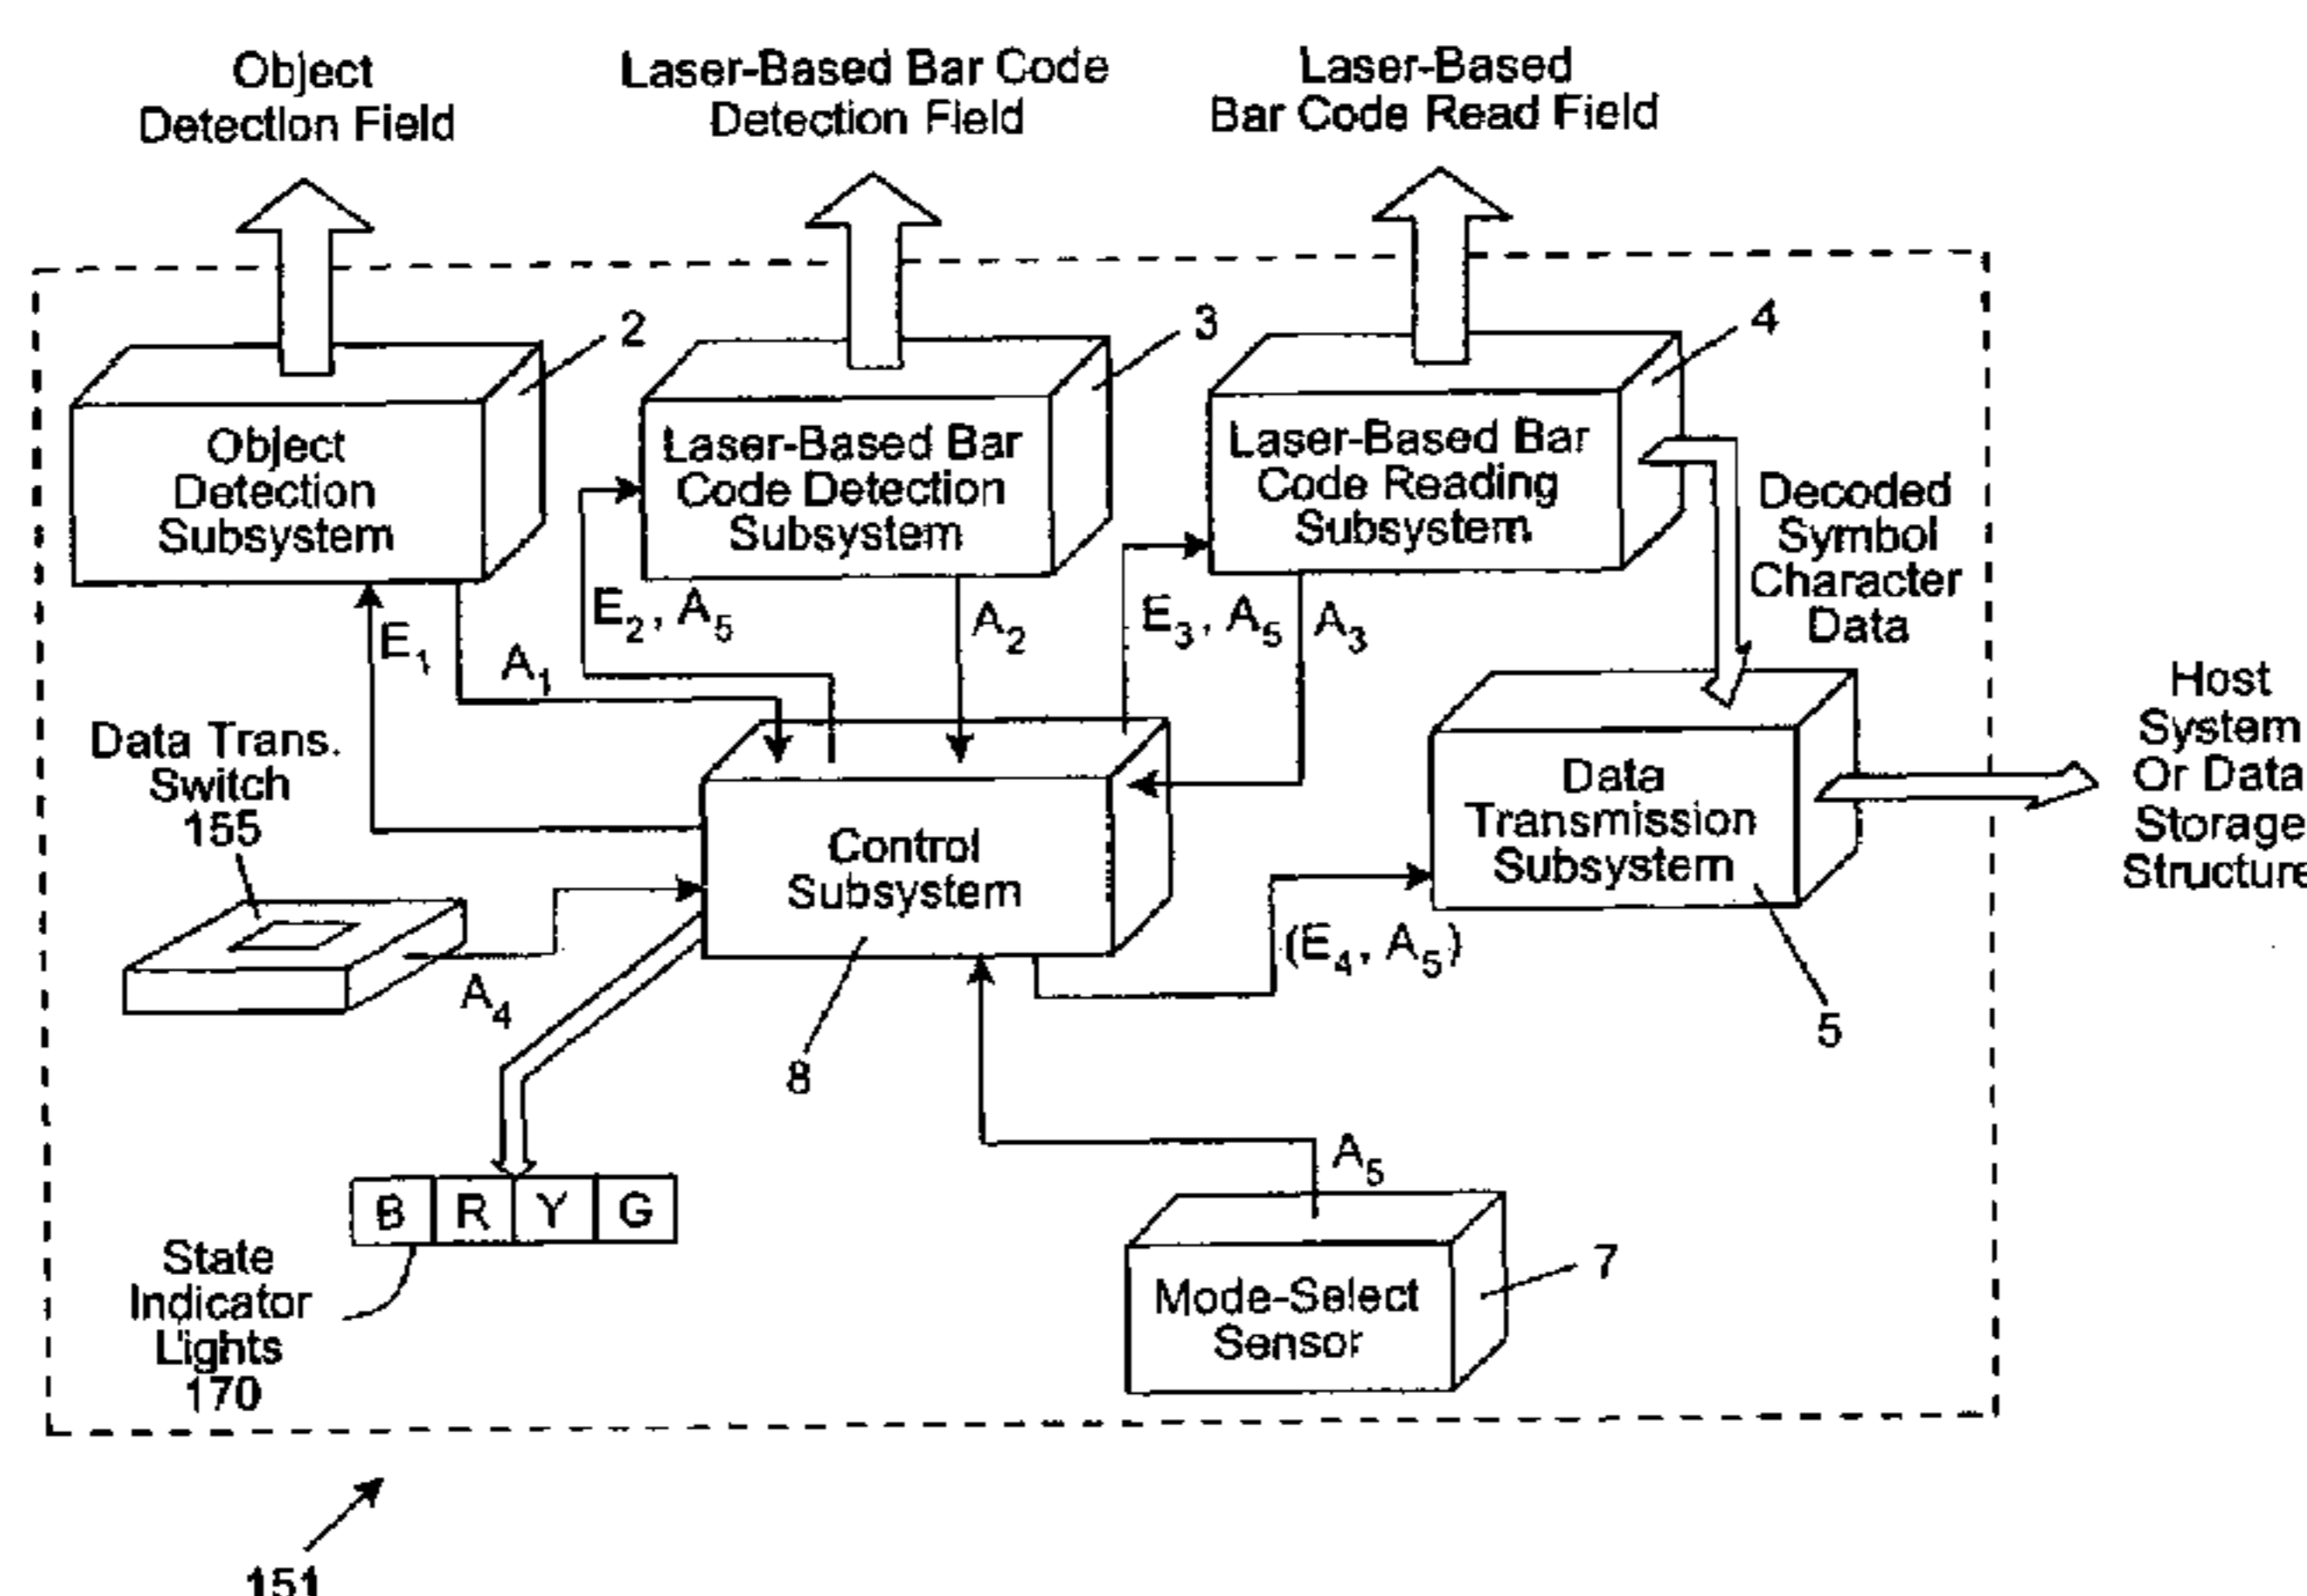 Object
Detection Field
Laser-Based Bar Code
Detection Field
Laser-Based
Bar Code Read Field
2
3
4
Object
Detection
Subsystem
Laser-Based Bar
Code Detection
Subsystem
Laser-Based Bar
Code Reading
Subsystem
Decoded
Symbol
Character
Data
E1
A1
E2, A5
A2
E3, A5
A3
Host
System
Or Data
Storage
Structure
Data Trans.
Switch
155
Control
Subsystem
Data
Transmission
Subsystem
A4
(E4, A5)
8
5
B R Y G
A5
State
Indicator
Lights
170
Mode-Select
Sensor
7
151